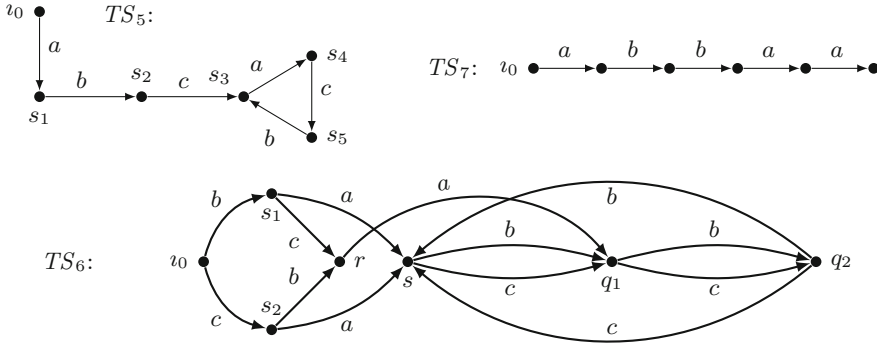 ı0 TS5:
a
s1 b s2 c s3 a s4 c s5 b
TS7: ı0 a b b a a
TS6: ı0 b s1 a c r a s b c q1 b c q2 b
c s2 b a c